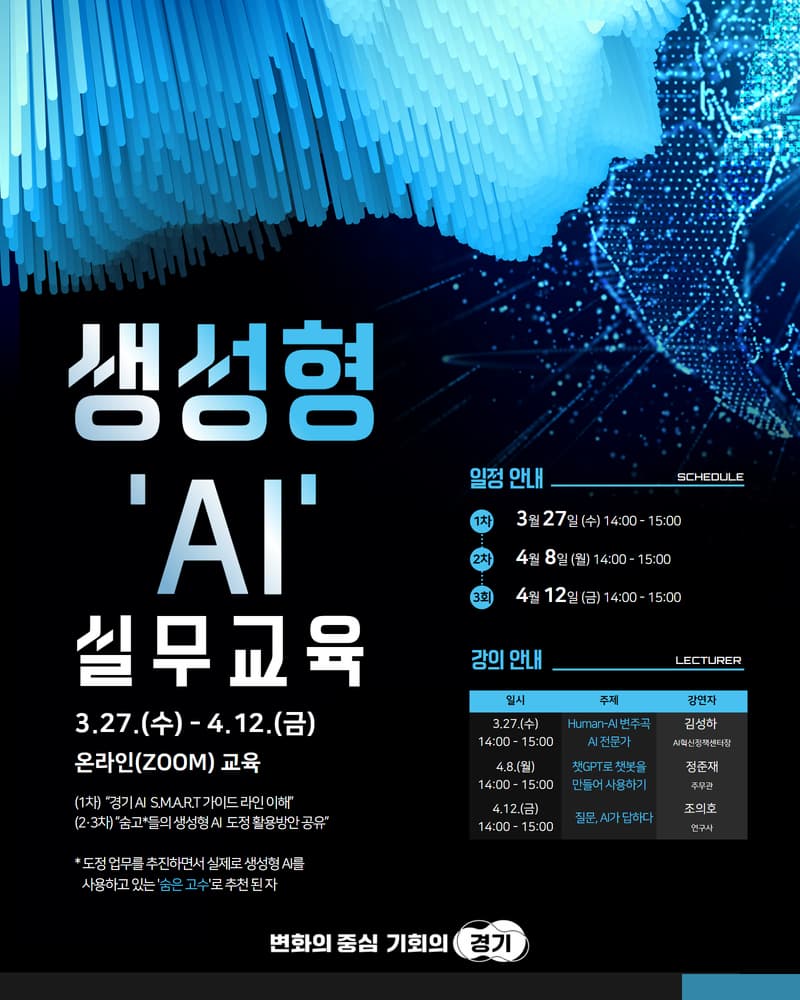 생성형
'AI'
실무교육
3.27.(수) - 4.12.(금)
온라인(ZOOM) 교육
(1차) "경기 AI S.M.A.R.T 가이드 라인 이해"
(2·3차) "숨고*들의 생성형 AI 도정 활용방안 공유"
* 도정 업무를 추진하면서 실제로 생성형 AI를
사용하고 있는 '숨은 고수'로 추천 된 자
일정 안내 SCHEDULE
1차 3월 27일 (수) 14:00 - 15:00
2차 4월 8일 (월) 14:00 - 15:00
3회 4월 12일 (금) 14:00 - 15:00
강의 안내 LECTURER
일시 주제 강연자
3.27.(수) Human-AI 변주곡 김성하
14:00 - 15:00 AI 전문가 AI혁신정책센터장
4.8.(월) 챗GPT로 챗봇을 정준재
14:00 - 15:00 만들어 사용하기 주무관
4.12.(금) 질문, AI가 답하다 조의호
14:00 - 15:00 연구사
변화의 중심 기회의 경기